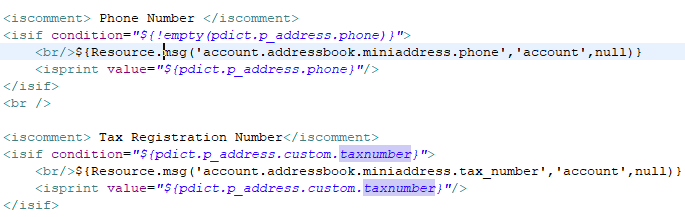 <iscomment> Phone Number </iscomment>
<isif condition="${!empty(pdict.p_address.phone)}">
<br/>${Resource.msg('account.addressbook.miniaddress.phone','account',null)}
<isprint value="${pdict.p_address.phone}"/>
</isif>
<br />
<iscomment> Tax Registration Number</iscomment>
<isif condition="${pdict.p_address.custom.taxnumber}">
<br/>${Resource.msg('account.addressbook.miniaddress.tax_number','account',null)}
<isprint value="${pdict.p_address.custom.taxnumber}"/>
</isif>